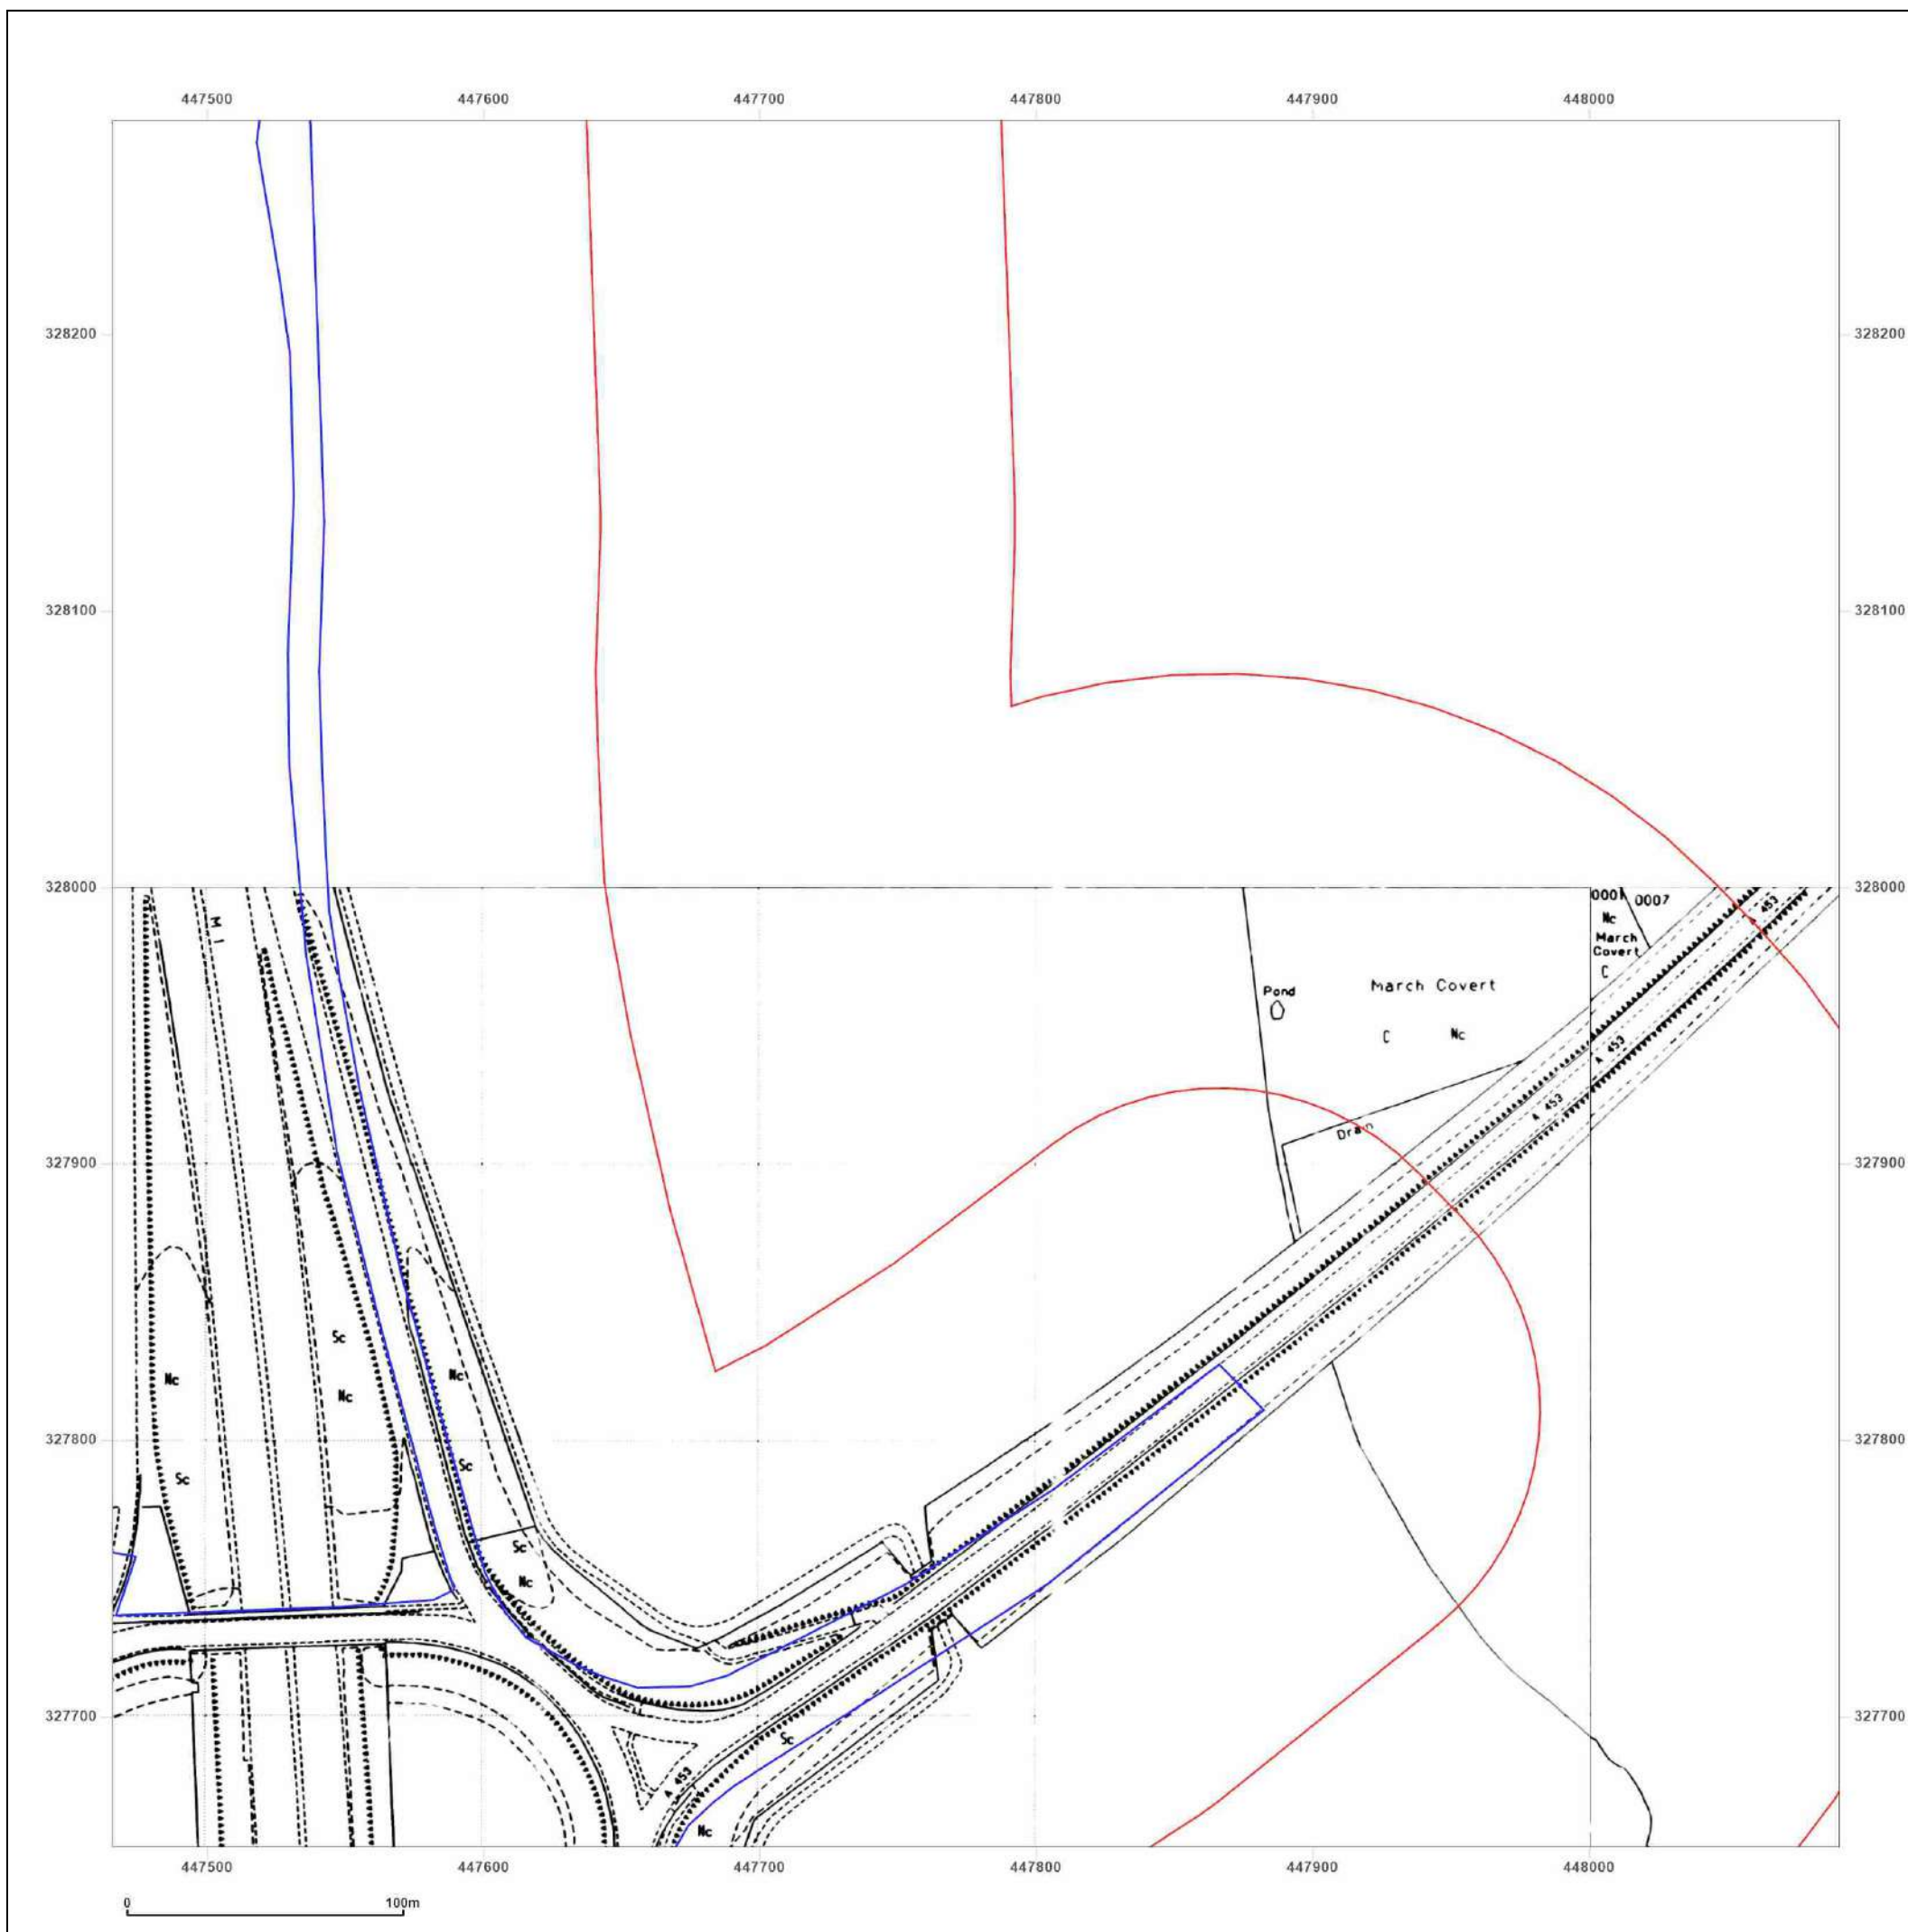 447500 447600 447700 447800 447900 448000
328200 328200
328100 328100
328000 328000
0001 0007
A 453
M 1
Nc
March
Covert
C
March Covert
Pond
C Nc
A 453
A 453
Drain
327900 327900
Sc
Nc Nc Nc
327800 327800
Sc Sc
Sc
Nc
327700 327700
Sc
A 453
Nc
447500 447600 447700 447800 447900 448000
0 100m